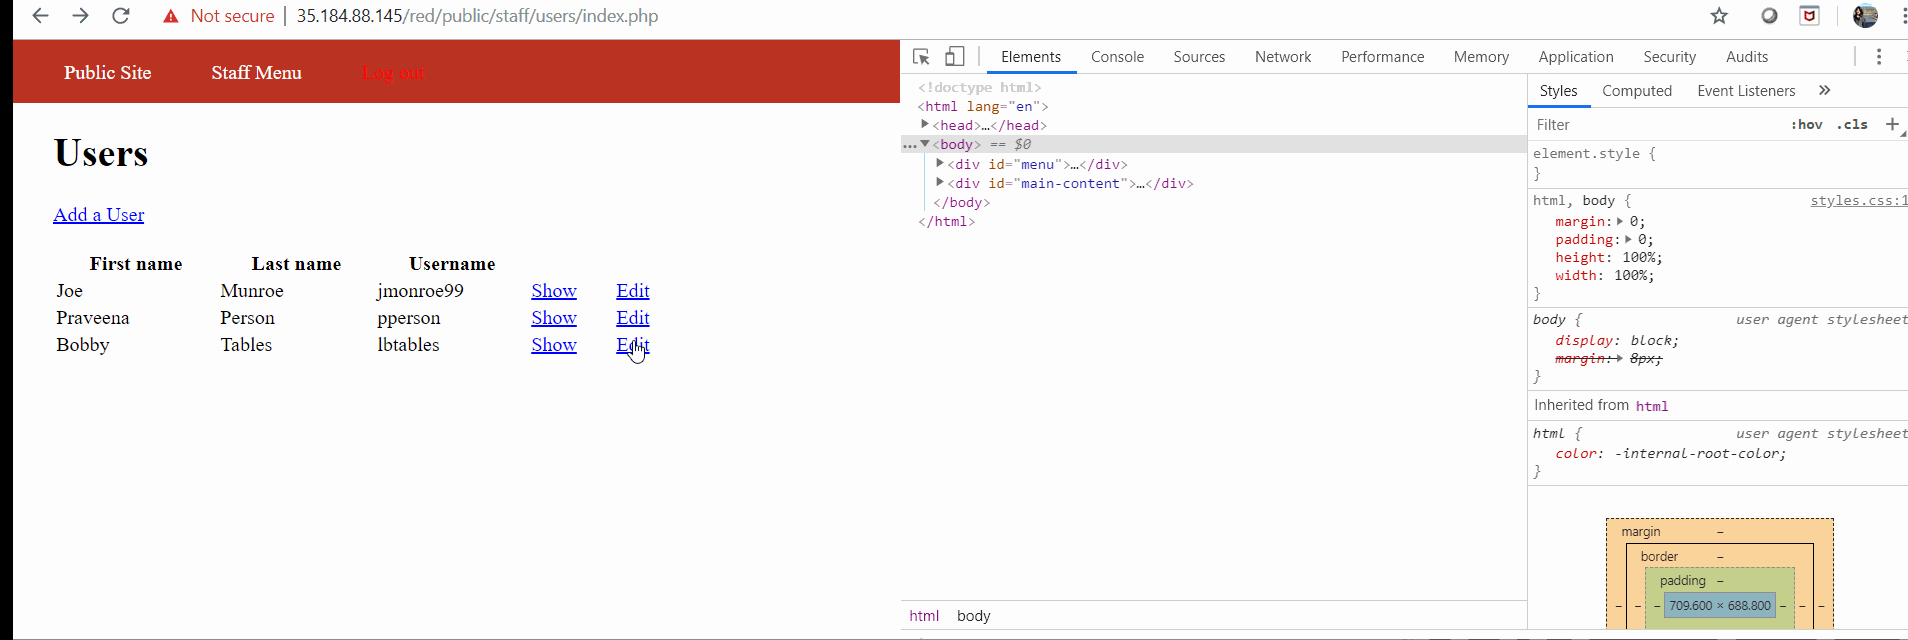 Not secure | 35.184.88.145/red/public/staff/users/index.php
Public Site Staff Menu Log out
Users
Add a User
First name Last name Username
Joe Munroe jmonroe99 Show Edit
Praveena Person pperson Show Edit
Bobby Tables lbtables Show Edit
Elements Console Sources Network Performance Memory Application Security Audits
<!doctype html>
<html lang="en">
<head>…</head>
<body> == $0
<div id="menu">…</div>
<div id="main-content">…</div>
</body>
</html>
html body
Styles Computed Event Listeners »
Filter :hov .cls +
element.style {
}
html, body { styles.css:1
margin: 0;
padding: 0;
height: 100%;
width: 100%;
}
body { user agent stylesheet
display: block;
margin: 8px;
}
Inherited from html
html { user agent stylesheet
color: -internal-root-color;
}
margin –
border –
padding –
– – – 709.600 × 688.800 – – –